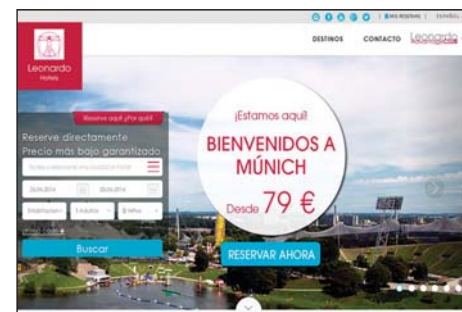 MIS RESERVAS | ESPAÑOL
DESTINOS CONTACTO Leonardo
Leonardo
Hotels
Reserve aquí ¿Por qué?
Reserve directamente
Precio más bajo garantizado
¡Estamos aquí!
BIENVENIDOS A
MÚNICH
Desde 79 €
Buscar
RESERVAR AHORA